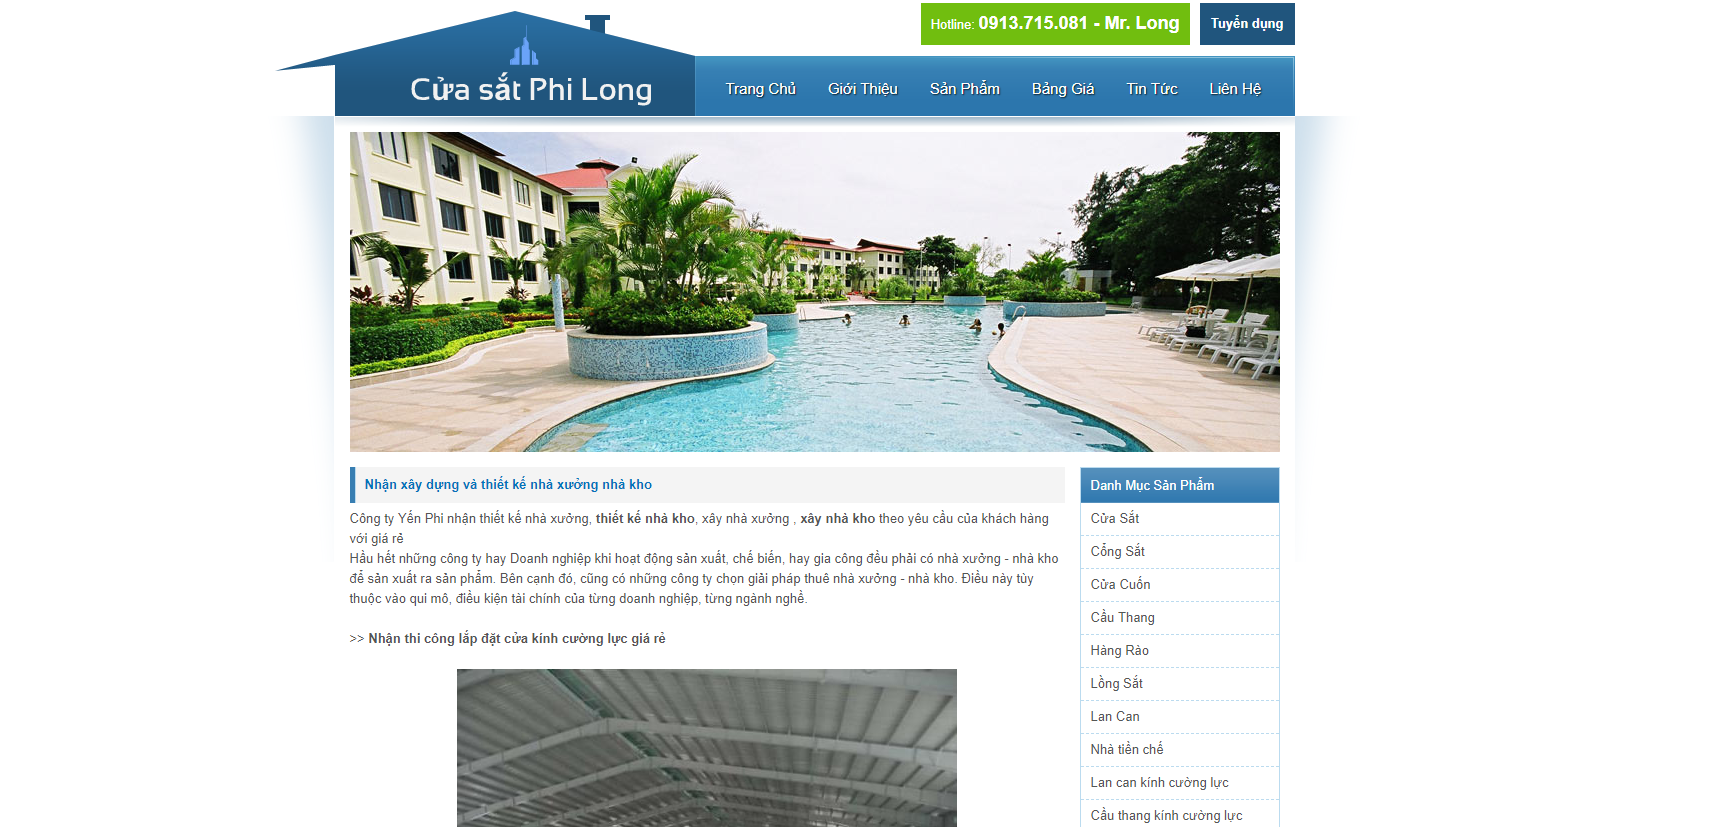 Hotline: 0913.715.081 - Mr. Long
Tuyển dụng
Cửa sắt Phi Long
Trang Chủ
Giới Thiệu
Sản Phẩm
Bảng Giá
Tin Tức
Liên Hệ
Nhận xây dựng và thiết kế nhà xưởng nhà kho
Công ty Yến Phi nhận thiết kế nhà xưởng, thiết kế nhà kho, xây nhà xưởng , xây nhà kho theo yêu cầu của khách hàng
với giá rẻ
Hầu hết những công ty hay Doanh nghiệp khi hoạt động sản xuất, chế biến, hay gia công đều phải có nhà xưởng - nhà kho
để sản xuất ra sản phẩm. Bên cạnh đó, cũng có những công ty chọn giải pháp thuê nhà xưởng - nhà kho. Điều này tùy
thuộc vào qui mô, điều kiện tài chính của từng doanh nghiệp, từng ngành nghề.
>> Nhận thi công lắp đặt cửa kính cường lực giá rẻ
Danh Mục Sản Phẩm
Cửa Sắt
Cổng Sắt
Cửa Cuốn
Cầu Thang
Hàng Rào
Lồng Sắt
Lan Can
Nhà tiền chế
Lan can kính cường lực
Cầu thang kính cường lực